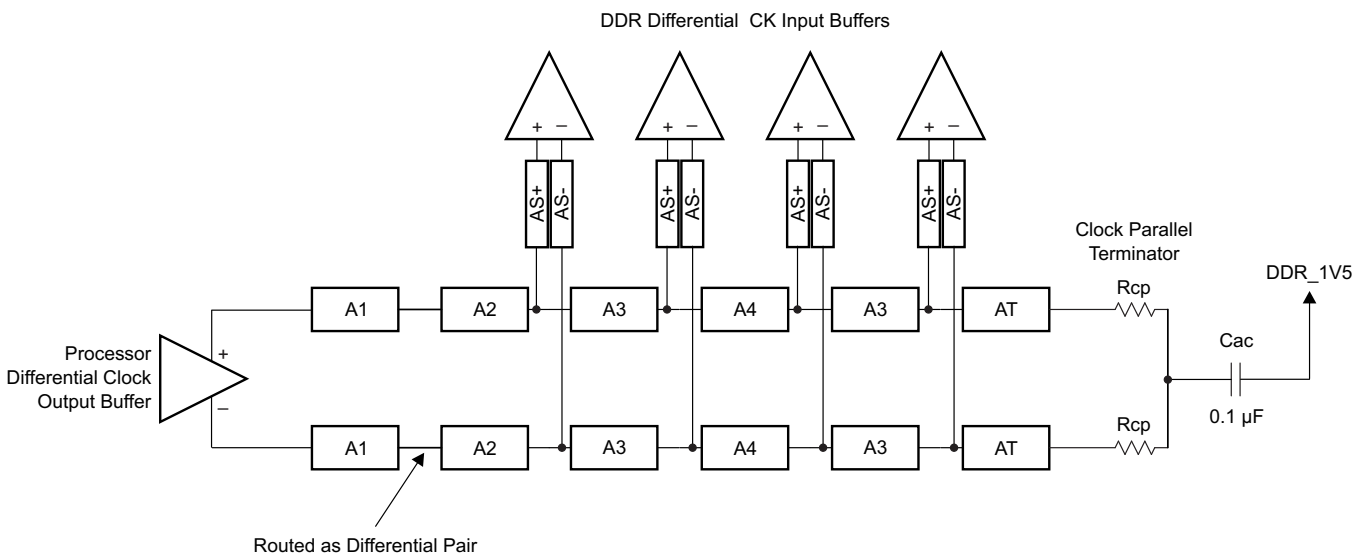 DDR Differential CK Input Buffers
+ – + – + – + –
AS+ AS- AS+ AS- AS+ AS- AS+ AS-
Clock Parallel
Terminator
DDR_1V5
A1 A2 A3 A4 A3 AT Rcp
Processor
Differential Clock
Output Buffer
+
–
Cac
0.1 µF
A1 A2 A3 A4 A3 AT Rcp
Routed as Differential Pair